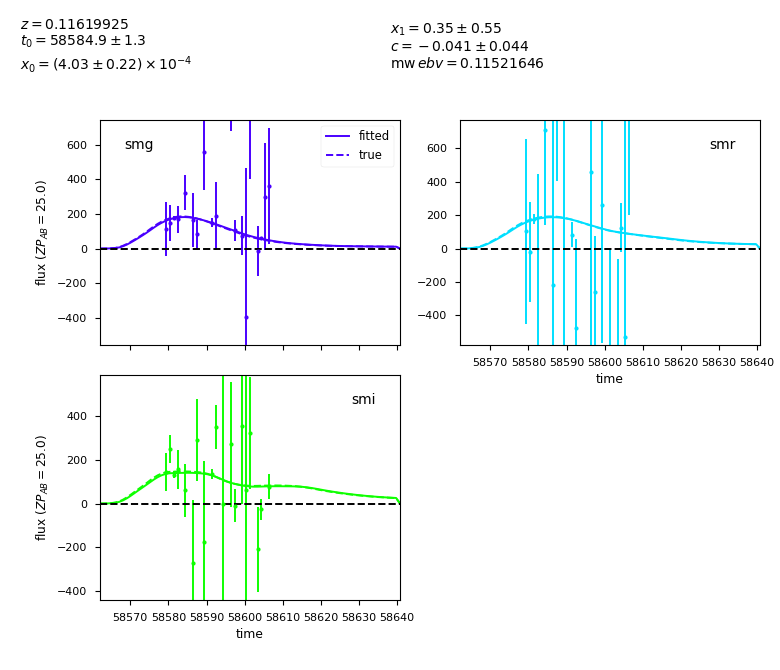 z = 0.11619925
t₀ = 58584.9 ± 1.3
x₀ = (4.03 ± 0.22) × 10⁻⁴
x₁ = 0.35 ± 0.55
c = −0.041 ± 0.044
mw ebv = 0.11521646
smg
fitted
true
600
400
200
0
−200
−400
flux (ZP_AB = 25.0)
smr
600
400
200
0
−200
−400
58570 58580 58590 58600 58610 58620 58630 58640
time
smi
400
200
0
−200
−400
flux (ZP_AB = 25.0)
58570 58580 58590 58600 58610 58620 58630 58640
time